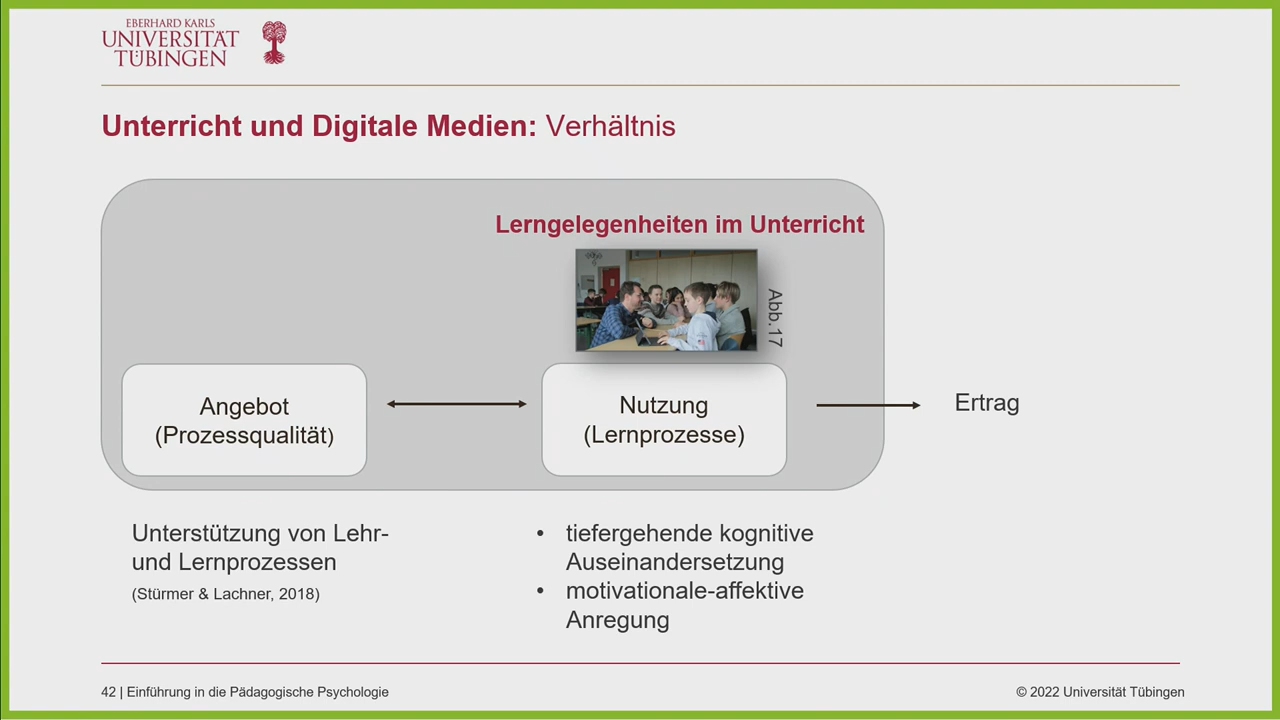 EBERHARD KARLS
UNIVERSITÄT
TÜBINGEN
Unterricht und Digitale Medien: Verhältnis
Lerngelegenheiten im Unterricht
Abb.17
Angebot
(Prozessqualität)
Nutzung
(Lernprozesse)
Ertrag
Unterstützung von Lehr-
und Lernprozessen
(Stürmer & Lachner, 2018)
• tiefergehende kognitive
Auseinandersetzung
• motivationale-affektive
Anregung
42 | Einführung in die Pädagogische Psychologie
© 2022 Universität Tübingen